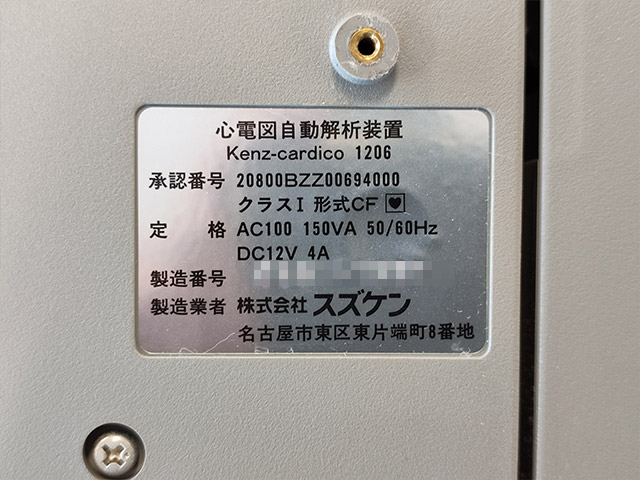 心電図自動解析装置
Kenz-cardico 1206
承認番号 20800BZZ00694000
クラスI 形式CF
定 格 AC100 150VA 50/60Hz
DC12V 4A
製造番号
製造業者 株式会社 スズケン
名古屋市東区東片端町8番地